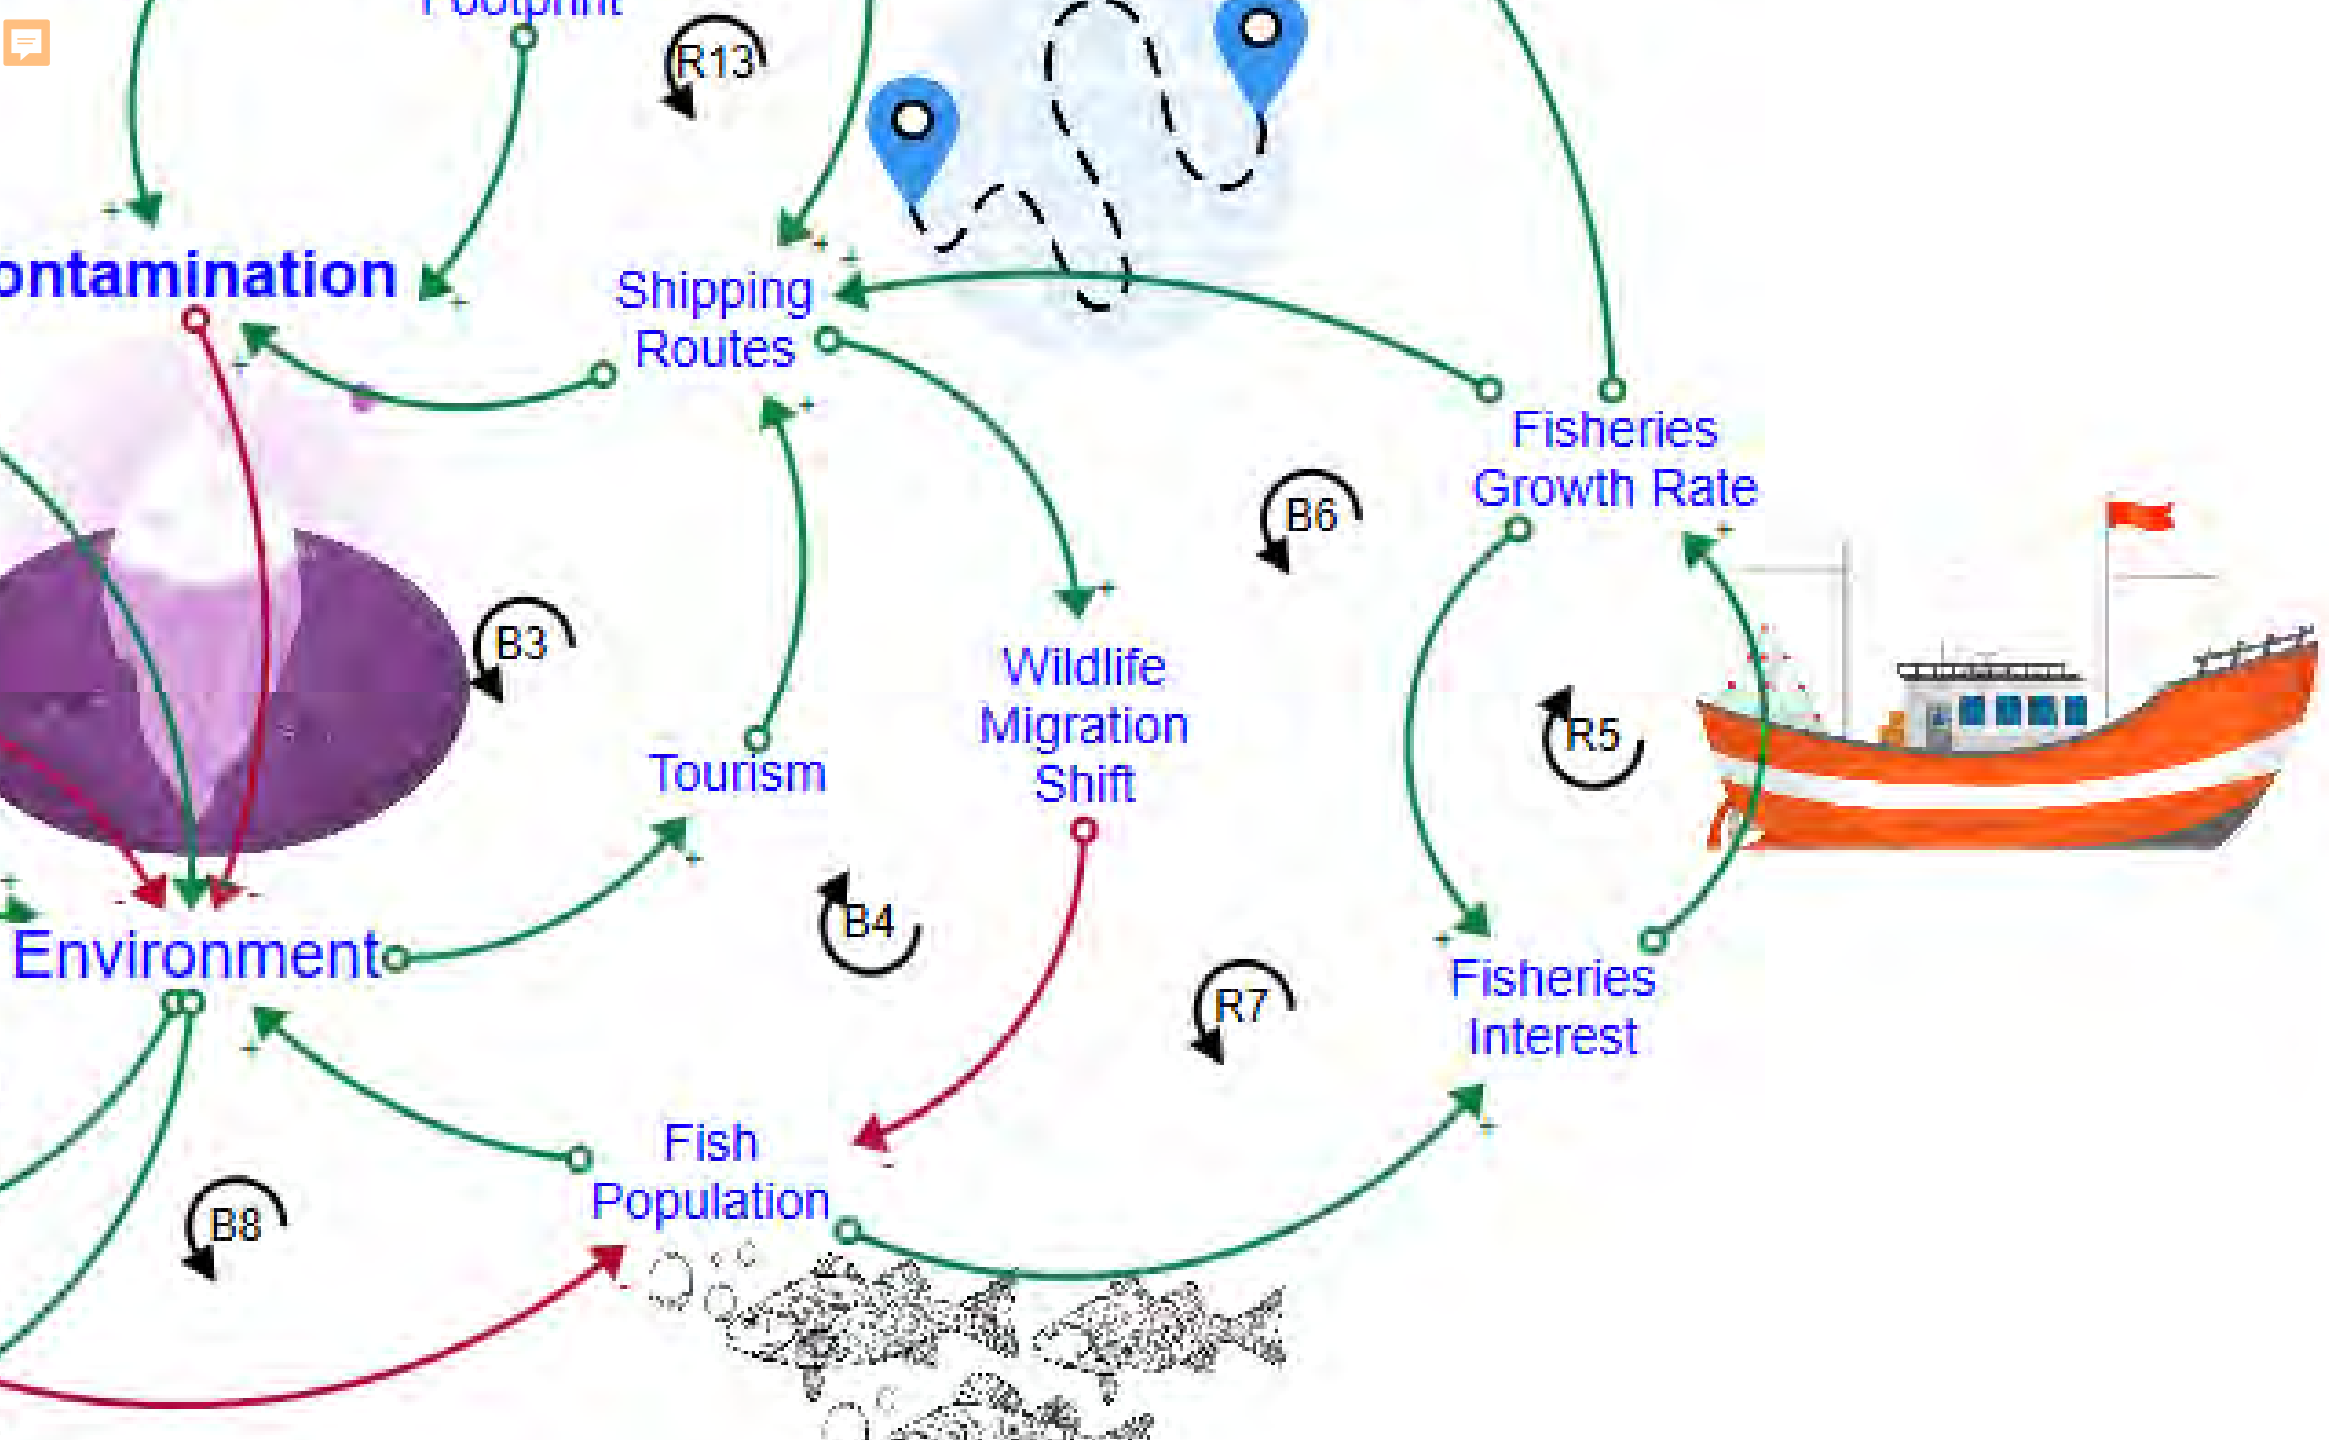 R13
ontamination
Shipping
Routes
Fisheries
Growth Rate
B6
B3
Wildlife
Migration
Shift
R5
Tourism
B4
Environment
R7
Fisheries
Interest
Fish
Population
B8